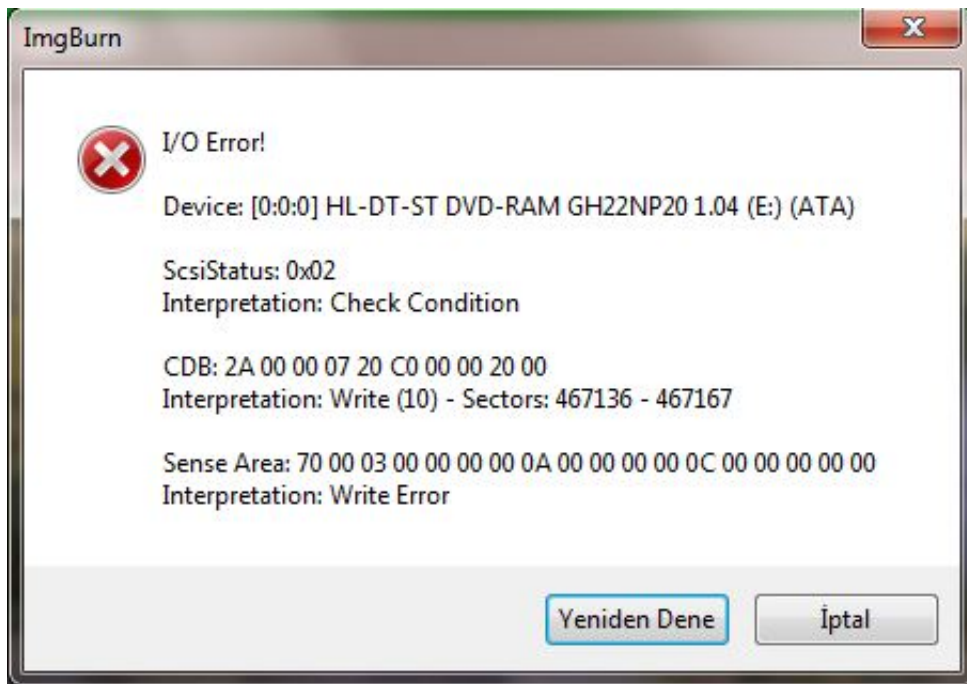 ImgBurn
I/O Error!
Device: [0:0:0] HL-DT-ST DVD-RAM GH22NP20 1.04 (E:) (ATA)
ScsiStatus: 0x02
Interpretation: Check Condition
CDB: 2A 00 00 07 20 C0 00 00 20 00
Interpretation: Write (10) - Sectors: 467136 - 467167
Sense Area: 70 00 03 00 00 00 00 0A 00 00 00 00 0C 00 00 00 00 00
Interpretation: Write Error
Yeniden Dene
İptal